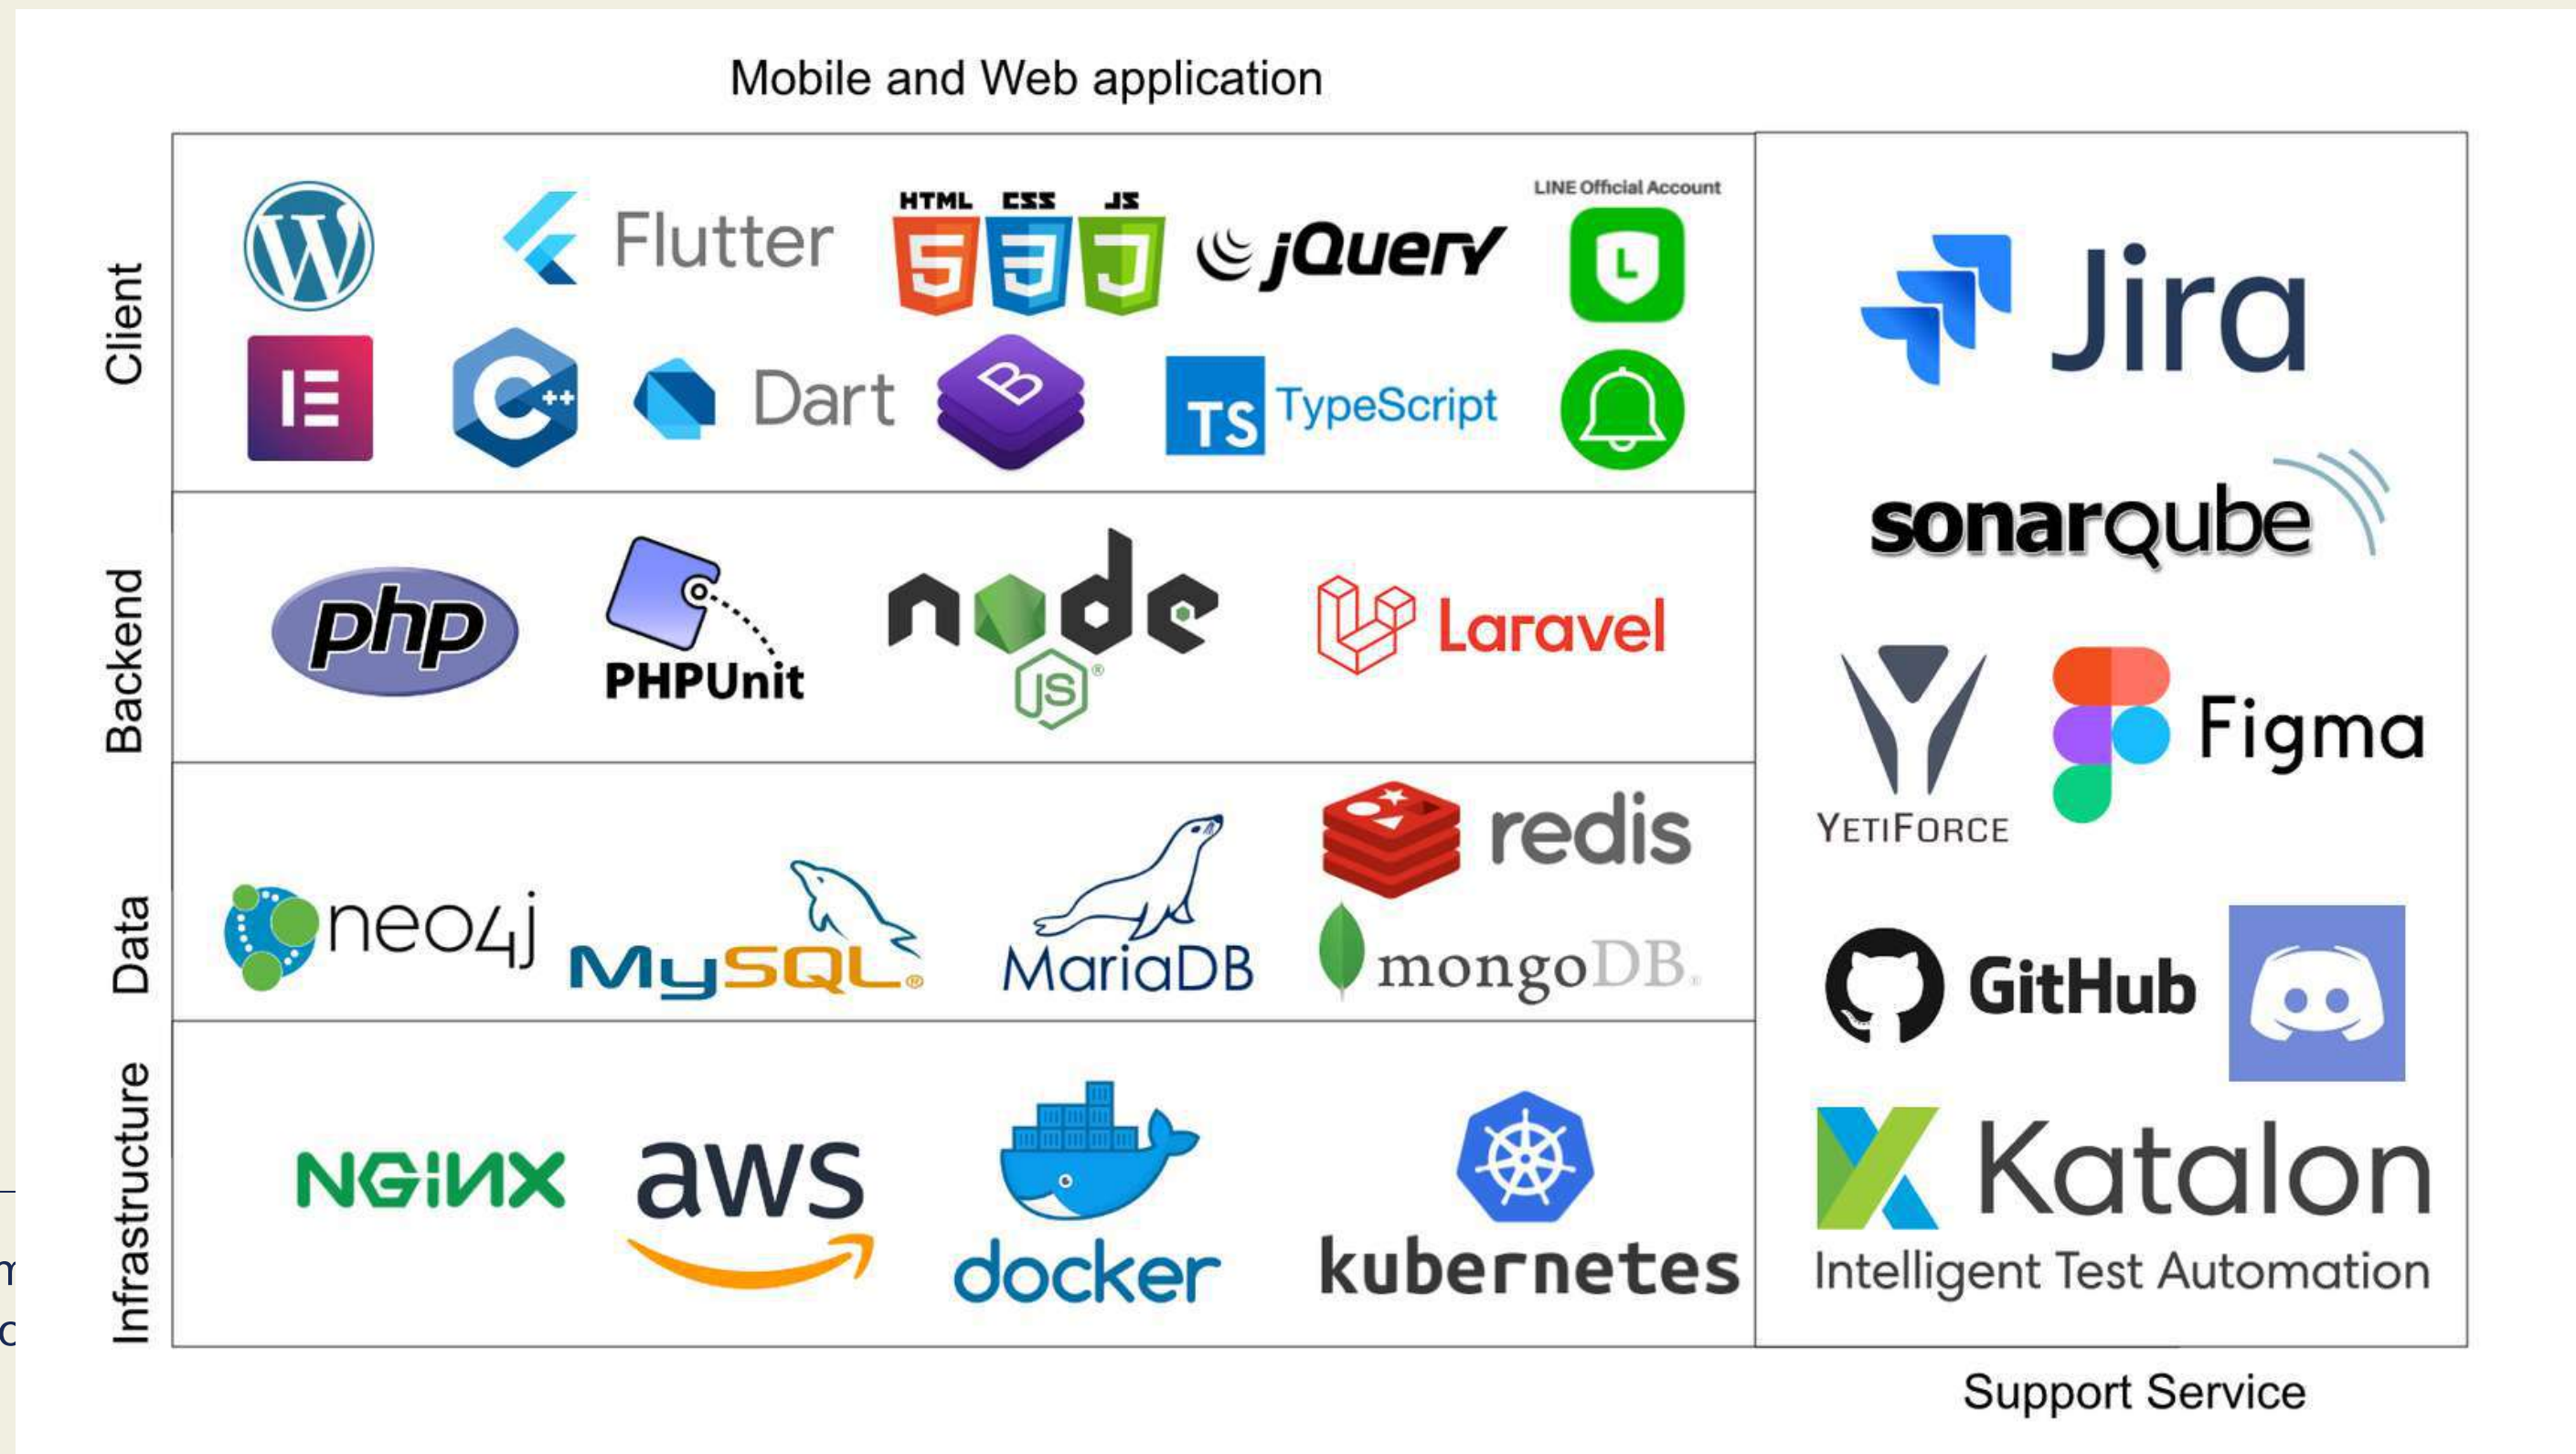 Mobile and Web application
Client
W
Flutter
HTML
CSS
JS
5
3
jQuery
LINE Official Account
L
C++
Dart
B
TS TypeScript
Backend
php
PHPUnit
node
JS®
Laravel
Data
neo4j
MySQL®
MariaDB
redis
mongoDB®
Infrastructure
NGINX
aws
docker
kubernetes
Jira
sonarqube
YETIFORCE
Figma
GitHub
Katalon
Intelligent Test Automation
Support Service